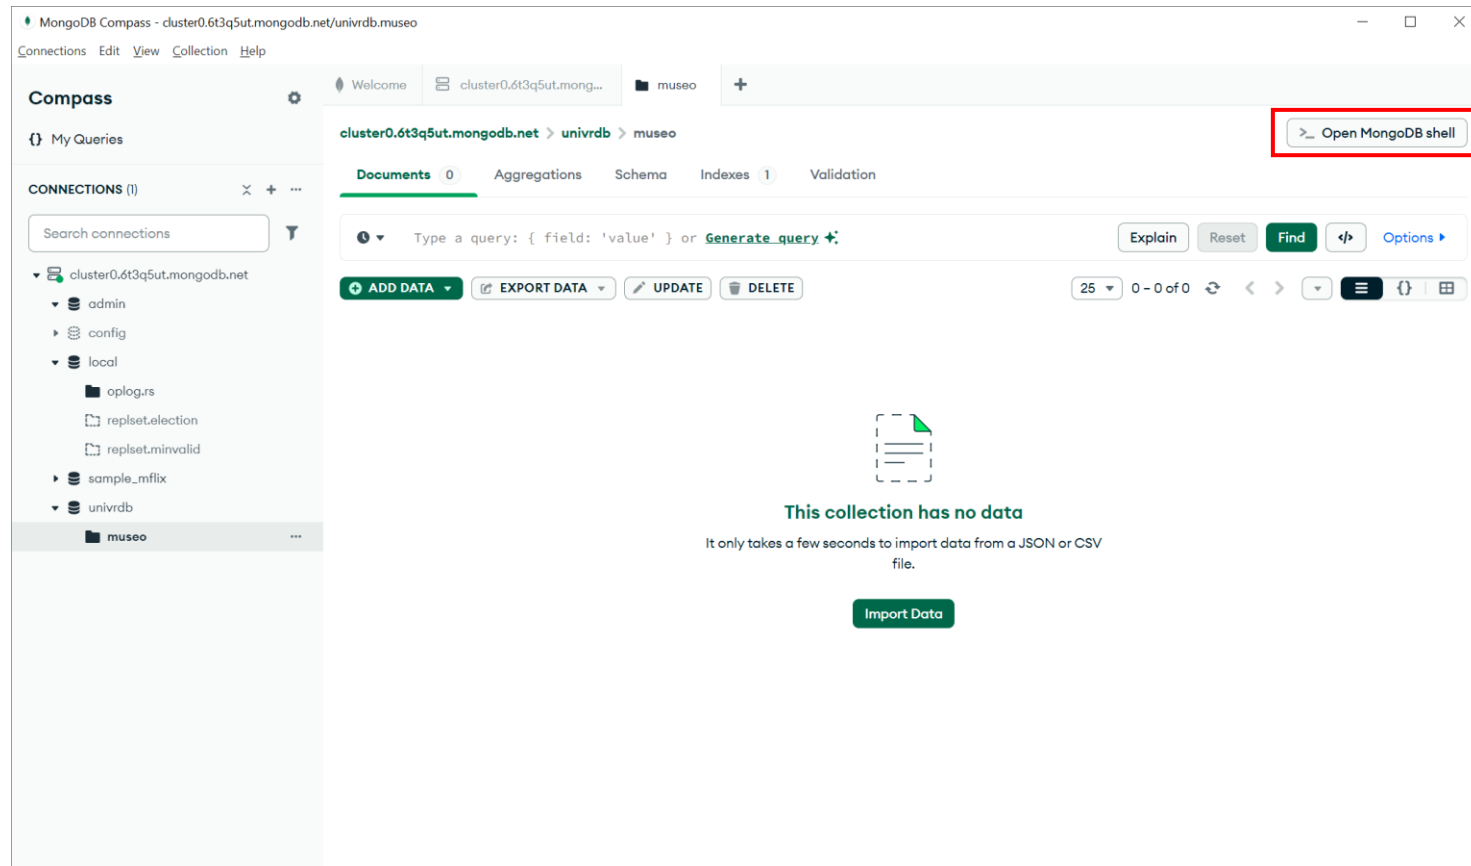 MongoDB Compass - cluster0.6t3q5ut.mongodb.net/univrdb.museo
Connections Edit View Collection Help
Compass
{} My Queries
CONNECTIONS (1)
Search connections
cluster0.6t3q5ut.mongodb.net
admin
config
local
oplog.rs
replset.election
replset.minvalid
sample_mflix
univrdb
museo
Welcome
cluster0.6t3q5ut.mong...
museo
cluster0.6t3q5ut.mongodb.net > univrdb > museo
>_ Open MongoDB shell
Documents 0 Aggregations Schema Indexes 1 Validation
Type a query: { field: 'value' } or Generate query
Explain Reset Find </> Options
ADD DATA EXPORT DATA UPDATE DELETE
25 0 – 0 of 0 {}
This collection has no data
It only takes a few seconds to import data from a JSON or CSV
file.
Import Data